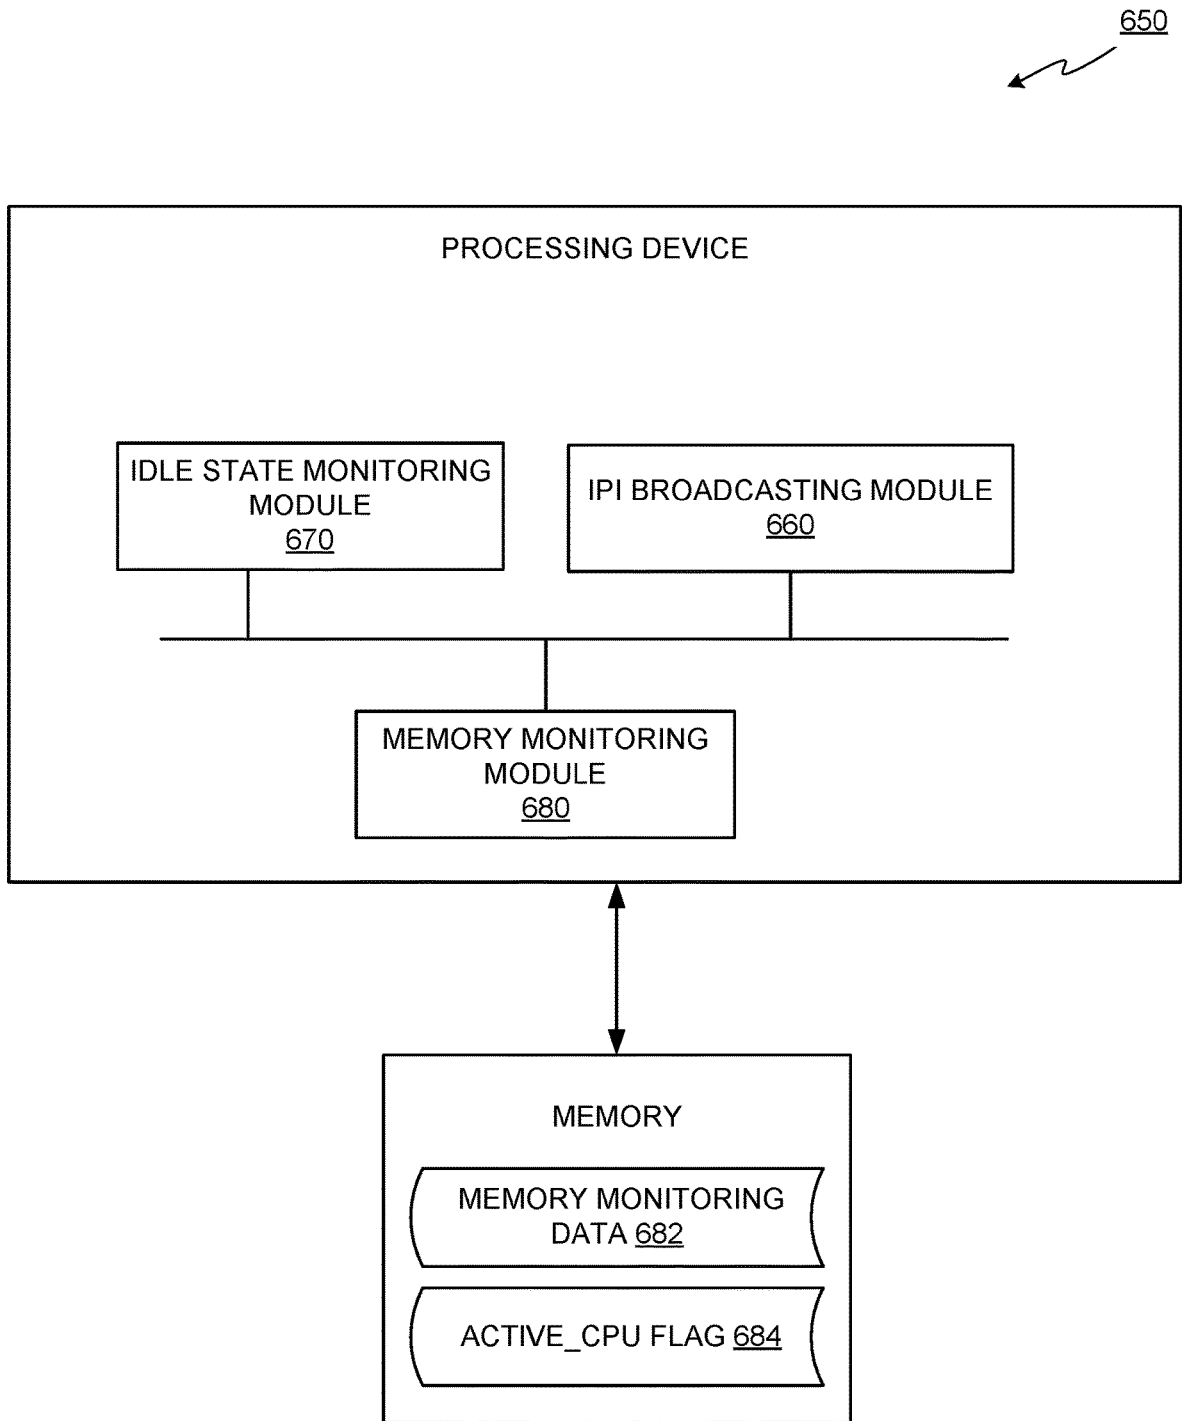 650
PROCESSING DEVICE
IDLE STATE MONITORING
MODULE
670
IPI BROADCASTING MODULE
660
MEMORY MONITORING
MODULE
680
MEMORY
MEMORY MONITORING
DATA 682
ACTIVE_CPU FLAG 684